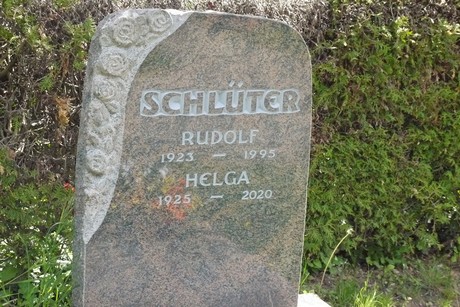 SCHLÜTER
RUDOLF
1923 — 1995
HELGA
1925 — 2020